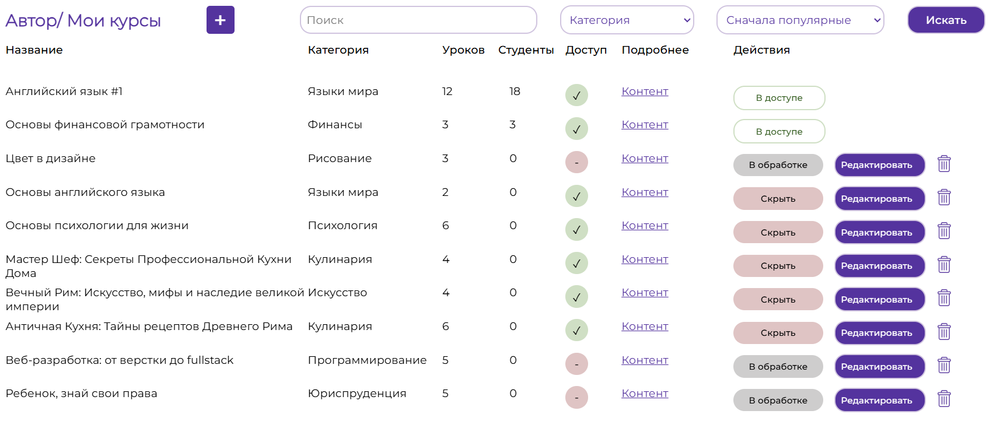 Автор/ Мои курсы + Поиск Категория Сначала популярные Искать
Название Категория Уроков Студенты Доступ Подробнее Действия
Английский язык #1 Языки мира 12 18 ✓ Контент В доступе
Основы финансовой грамотности Финансы 3 3 ✓ Контент В доступе
Цвет в дизайне Рисование 3 0 - Контент В обработке Редактировать
Основы английского языка Языки мира 2 0 ✓ Контент Скрыть Редактировать
Основы психологии для жизни Психология 6 0 ✓ Контент Скрыть Редактировать
Мастер Шеф: Секреты Профессиональной Кухни Кулинария 4 0 ✓ Контент Скрыть Редактировать
Дома
Вечный Рим: Искусство, мифы и наследие великой Искусство 4 0 ✓ Контент Скрыть Редактировать
империи
Античная Кухня: Тайны рецептов Древнего Рима Кулинария 6 0 ✓ Контент Скрыть Редактировать
Веб-разработка: от верстки до fullstack Программирование 5 0 - Контент В обработке Редактировать
Ребенок, знай свои права Юриспруденция 5 0 - Контент В обработке Редактировать